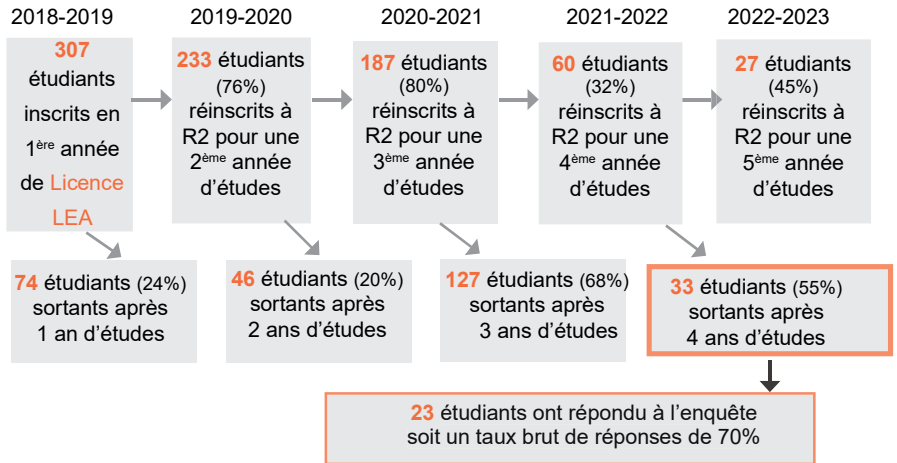 2018-2019
2019-2020
2020-2021
2021-2022
2022-2023
307
étudiants
inscrits en
1ère année
de Licence
LEA
233 étudiants
(76%)
réinscrits à
R2 pour une
2ème année
d’études
187 étudiants
(80%)
réinscrits à
R2 pour une
3ème année
d’études
60 étudiants
(32%)
réinscrits à
R2 pour une
4ème année
d’études
27 étudiants
(45%)
réinscrits à
R2 pour une
5ème année
d’études
74 étudiants (24%)
sortants après
1 an d’études
46 étudiants (20%)
sortants après
2 ans d’études
127 étudiants (68%)
sortants après
3 ans d’études
33 étudiants (55%)
sortants après
4 ans d’études
23 étudiants ont répondu à l’enquête
soit un taux brut de réponses de 70%